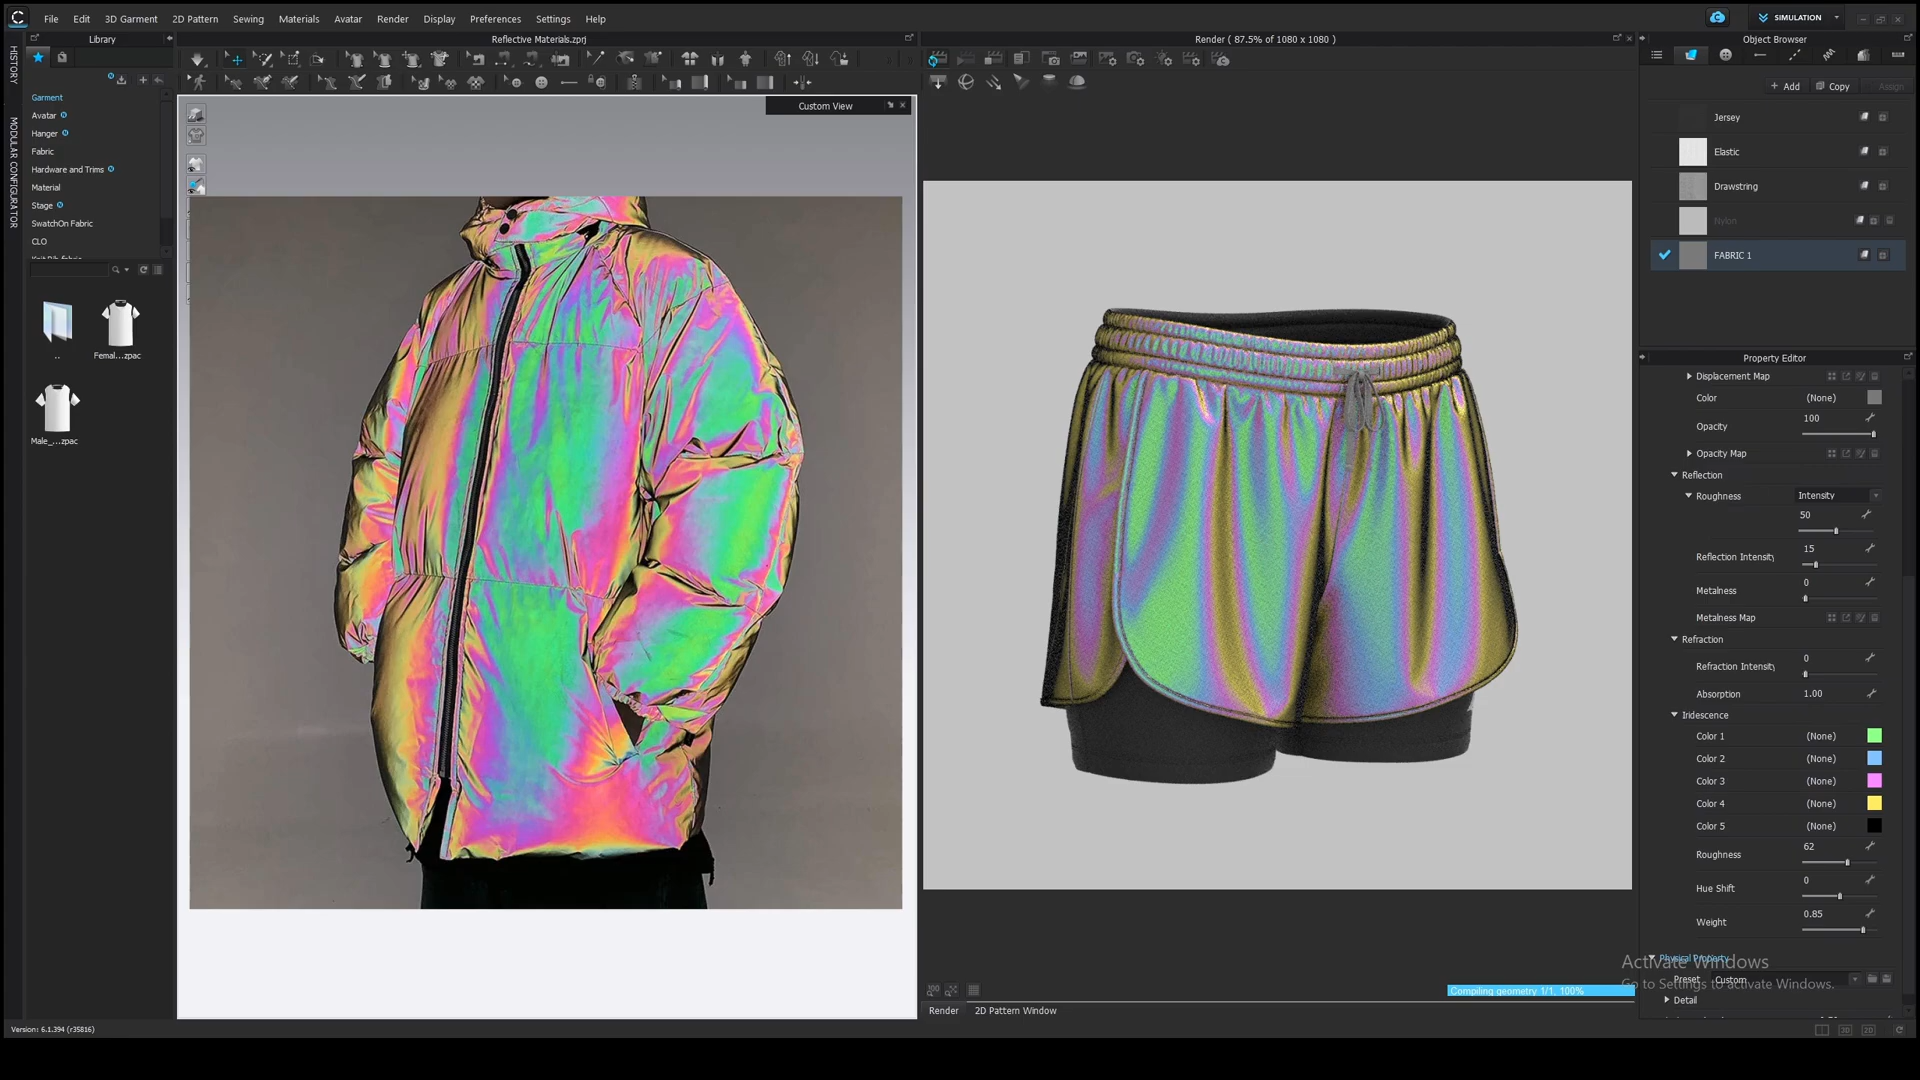 File Edit 3D Garment 2D Pattern Sewing Materials Avatar Render Display Preferences Settings Help
SIMULATION
HISTORY
MODULAR CONFIGURATOR
Library
Garment
Avatar
Hanger
Fabric
Hardware and Trims
Material
Stage
SwatchOn Fabric
CLO
..
Femal...zpac
Male_...zpac
Reflective Materials.zprj
Custom View
Render ( 87.5% of 1080 x 1080 )
Compiling geometry 1/1, 100%
Render 2D Pattern Window
Object Browser
+ Add Copy Assign
Jersey
Elastic
Drawstring
Nylon
FABRIC 1
Property Editor
Displacement Map
Color (None)
Opacity 100
Opacity Map
Reflection
Roughness Intensity
50
Reflection Intensity 15
Metalness 0
Metalness Map
Refraction
Refraction Intensity 0
Absorption 1.00
Iridescence
Color 1 (None)
Color 2 (None)
Color 3 (None)
Color 4 (None)
Color 5 (None)
Roughness 62
Hue Shift 0
Weight 0.85
Physical Property
Preset Custom
Detail
Activate Windows
Go to Settings to activate Windows.
Version: 6.1.394 (r35816)